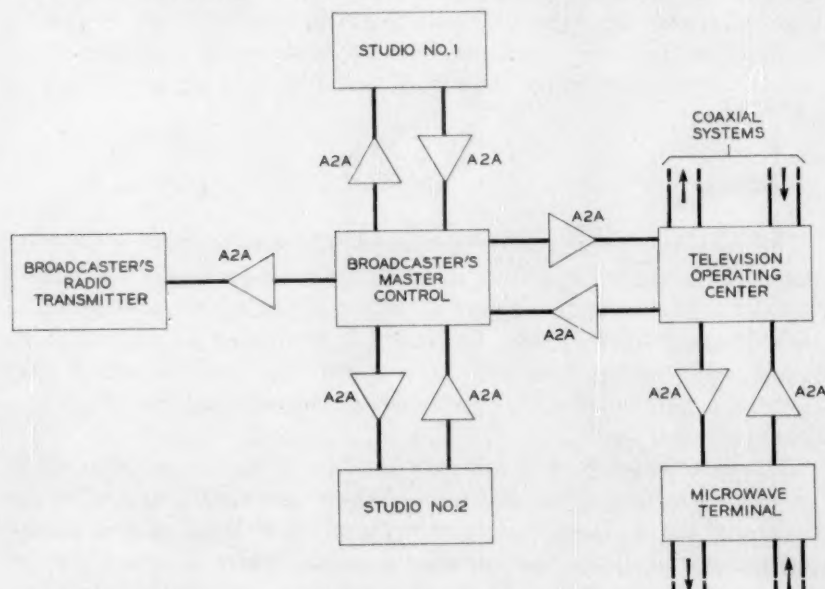 STUDIO NO.1
COAXIAL
SYSTEMS
A2A
A2A
A2A
A2A
BROADCASTER'S
RADIO
TRANSMITTER
BROADCASTER'S
MASTER
CONTROL
TELEVISION
OPERATING
CENTER
A2A
A2A
A2A
A2A
A2A
STUDIO NO.2
MICROWAVE
TERMINAL